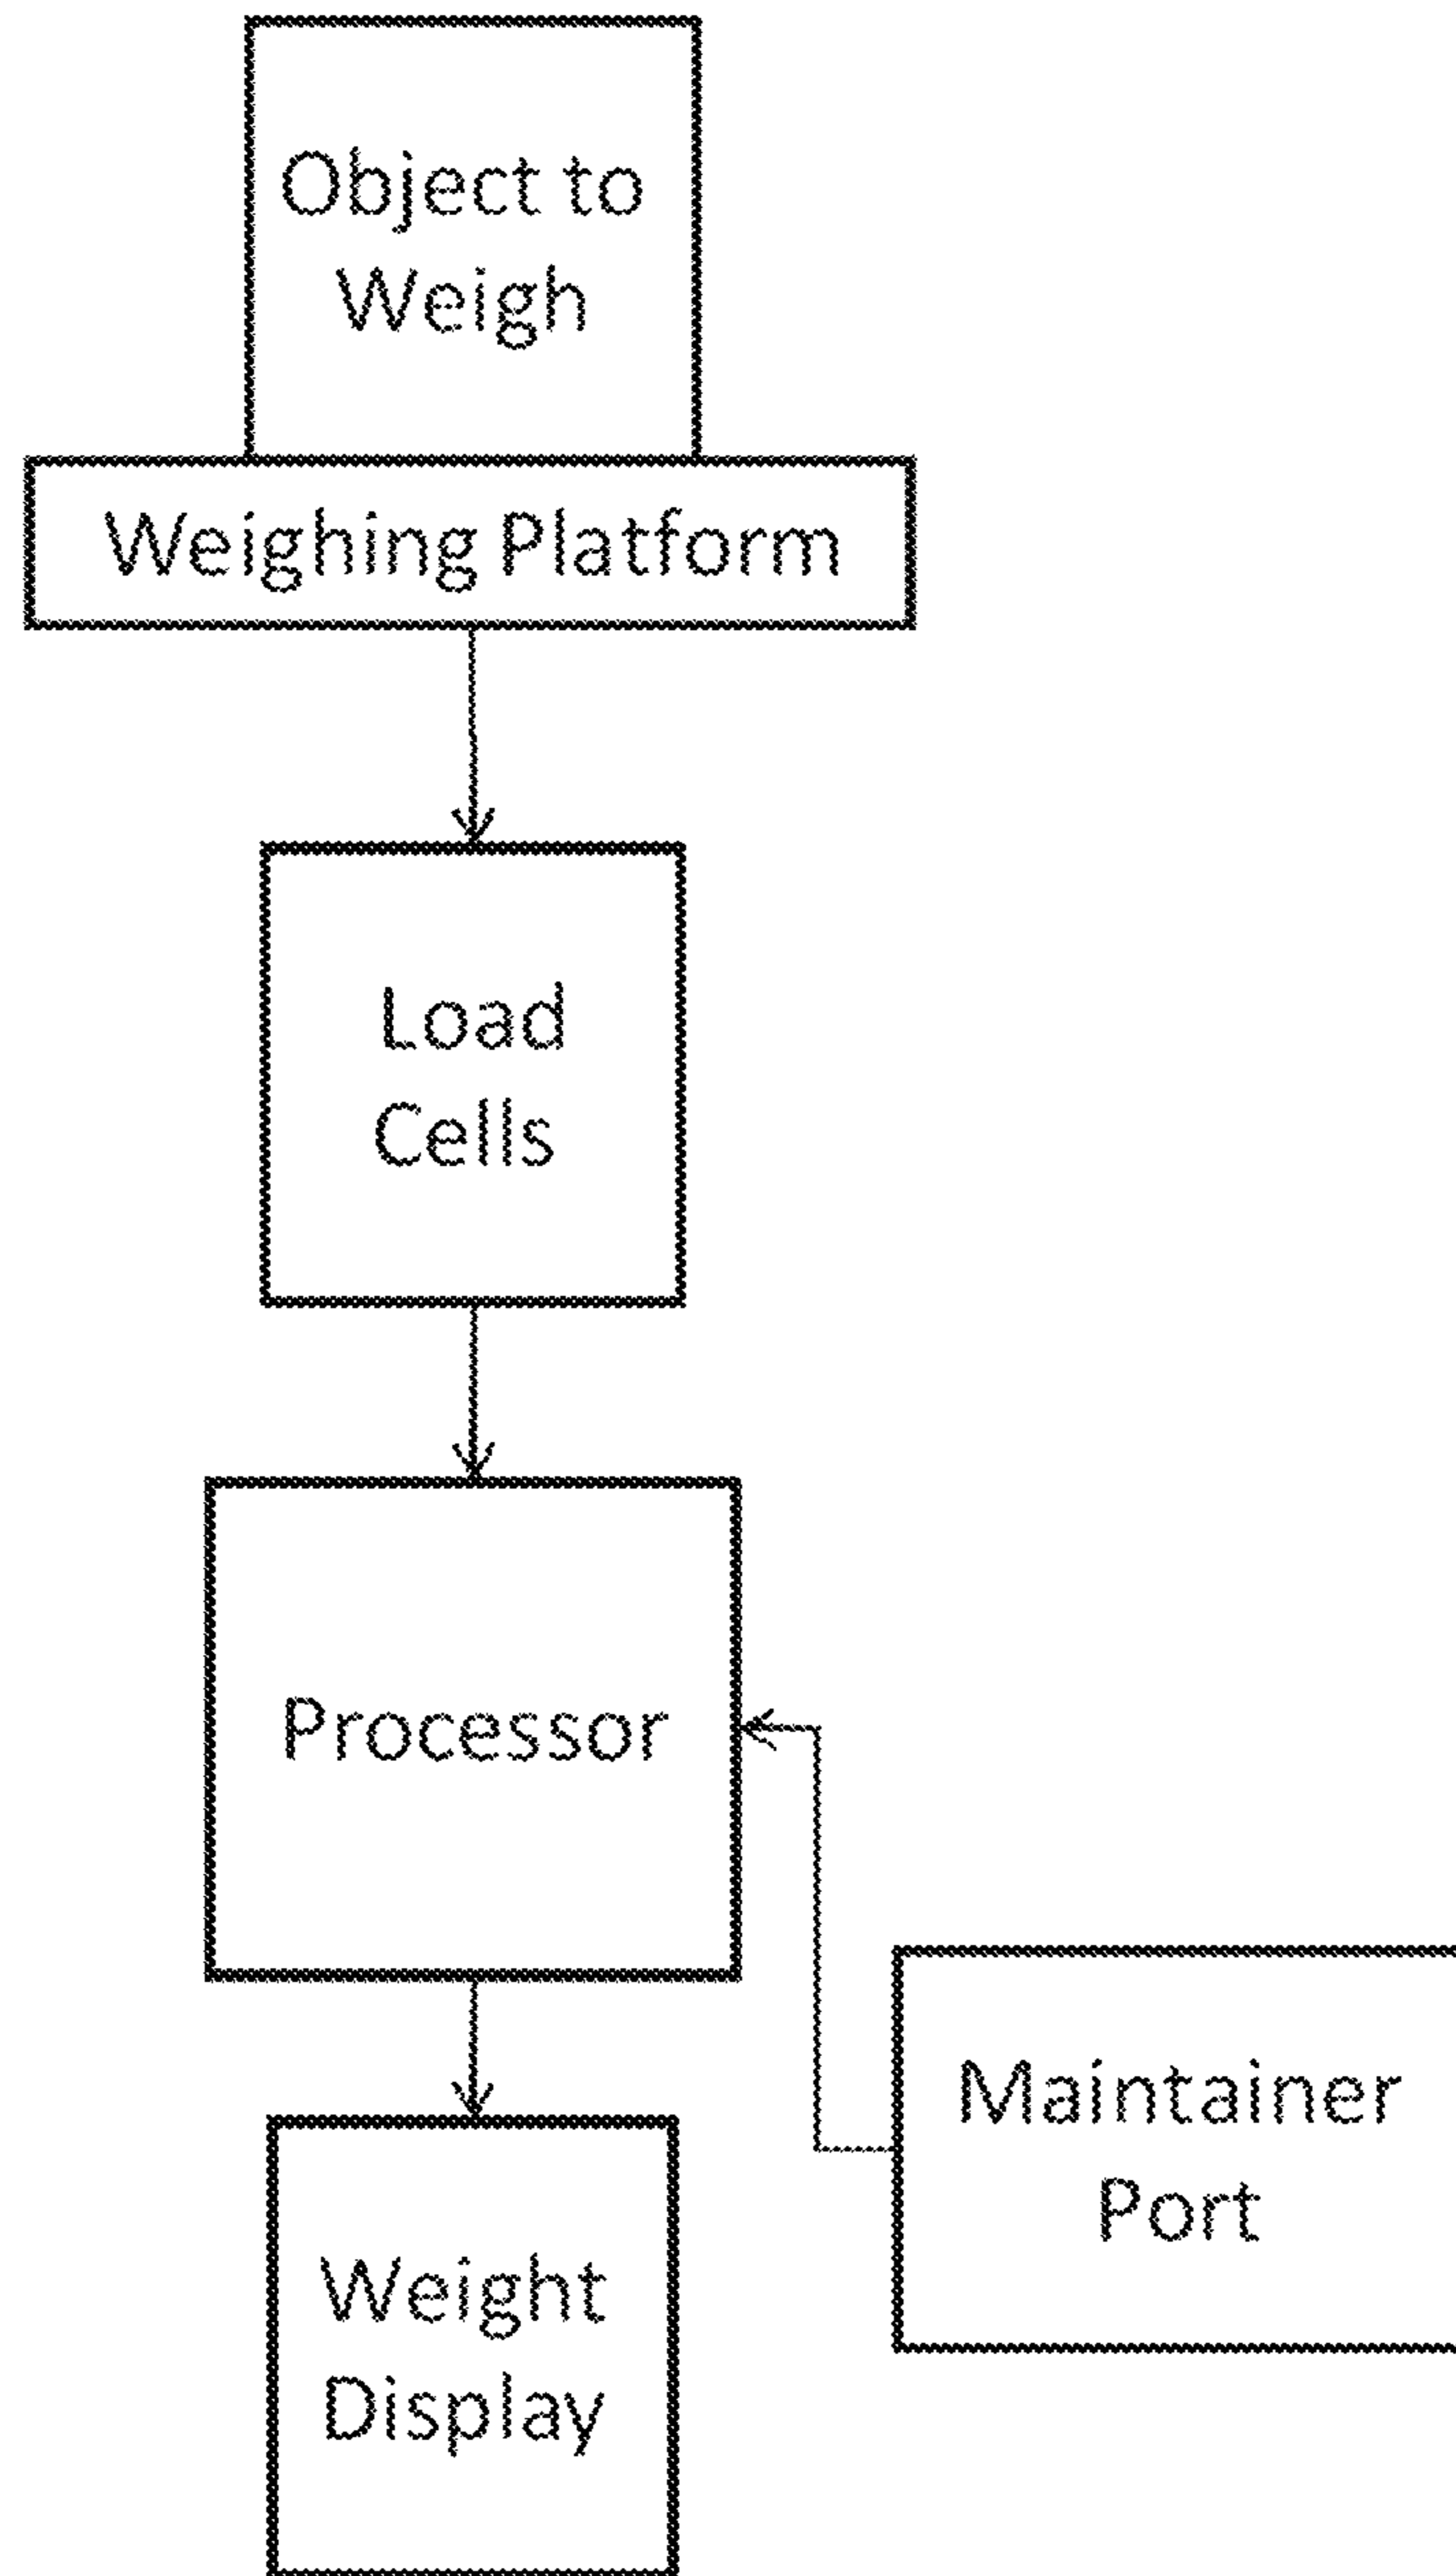 Object to
Weigh
Weighing Platform
Load
Cells
Processor
Maintainer
Port
Weight
Display